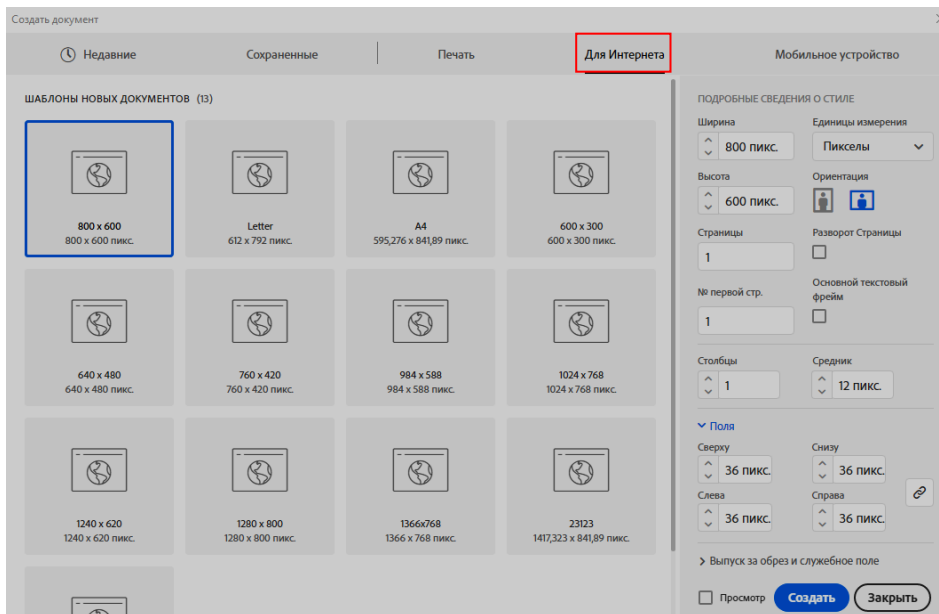 Создать документ
Недавние
Сохраненные
Печать
Для Интернета
Мобильное устройство
ШАБЛОНЫ НОВЫХ ДОКУМЕНТОВ (13)
800 x 600
800 x 600 пикс.
Letter
612 x 792 пикс.
A4
595,276 x 841,89 пикс.
600 x 300
600 x 300 пикс.
640 x 480
640 x 480 пикс.
760 x 420
760 x 420 пикс.
984 x 588
984 x 588 пикс.
1024 x 768
1024 x 768 пикс.
1240 x 620
1240 x 620 пикс.
1280 x 800
1280 x 800 пикс.
1366x768
1366 x 768 пикс.
23123
1417,323 x 841,89 пикс.
ПОДРОБНЫЕ СВЕДЕНИЯ О СТИЛЕ
Ширина
Единицы измерения
800 пикс.
Пикселы
Высота
Ориентация
600 пикс.
Страницы
Разворот Страницы
1
№ первой стр.
Основной текстовый
фрейм
1
Столбцы
Средник
1
12 пикс.
Поля
Сверху
Снизу
36 пикс.
36 пикс.
Слева
Справа
36 пикс.
36 пикс.
Выпуск за обрез и служебное поле
Просмотр
Создать
Закрыть